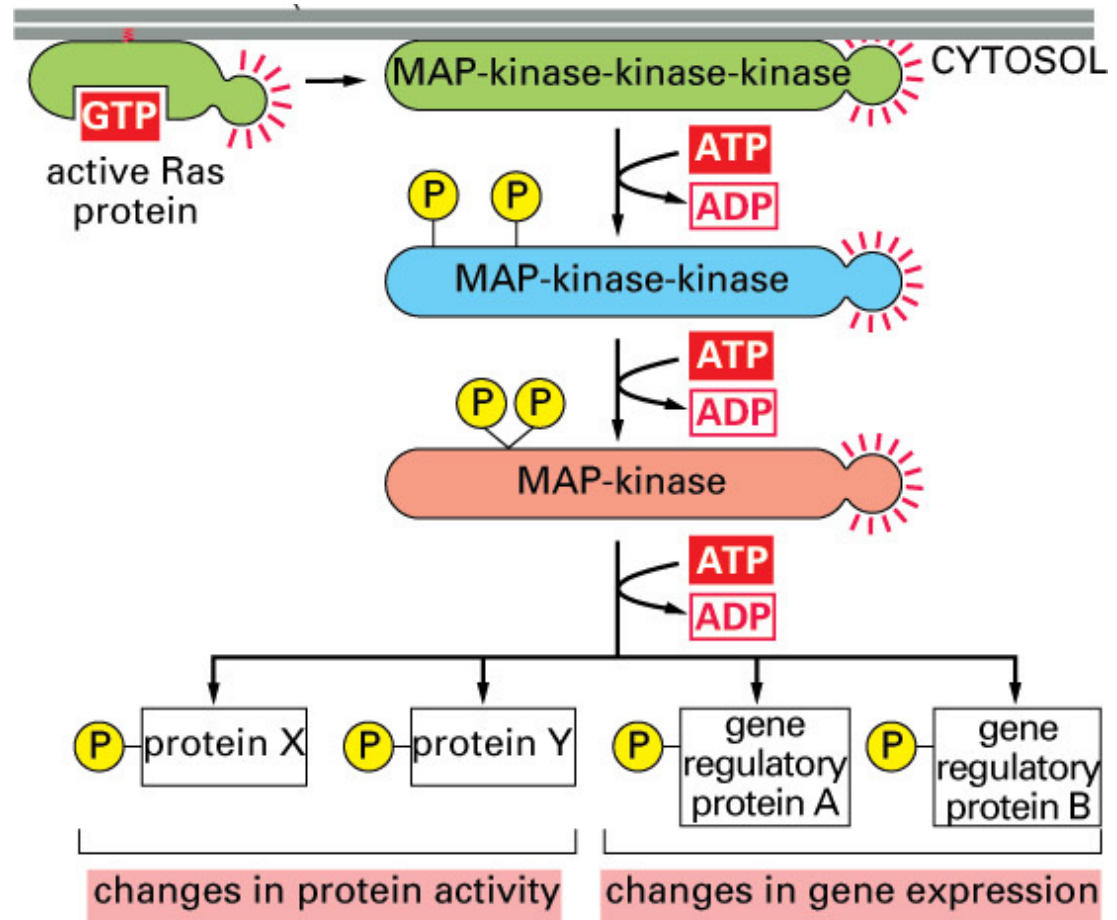 MAP-kinase-kinase-kinase
CYTOSOL
GTP
active Ras
protein
ATP
ADP
P
P
MAP-kinase-kinase
ATP
ADP
P
P
MAP-kinase
ATP
ADP
P
protein X
P
protein Y
P
gene
regulatory
protein A
P
gene
regulatory
protein B
changes in protein activity
changes in gene expression